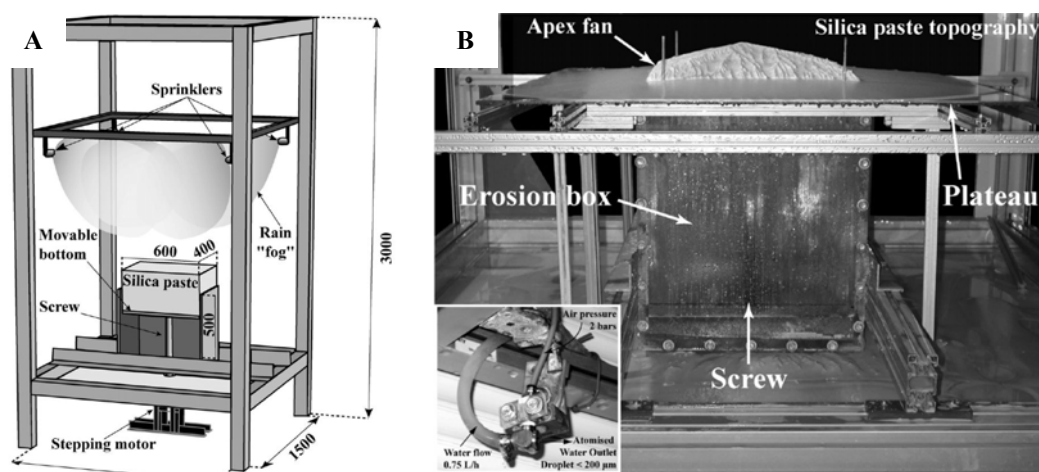 A
Sprinklers
3000
Movable
bottom
600
400
Rain
"fog"
Silica paste
Screw
500
Stepping motor
1500
B
Apex fan
Silica paste topography
Erosion box
Plateau
Screw
Air pressure
2 bars
Water flow
0.75 L/h
Atomised
Water Outlet
Droplet < 200 µm